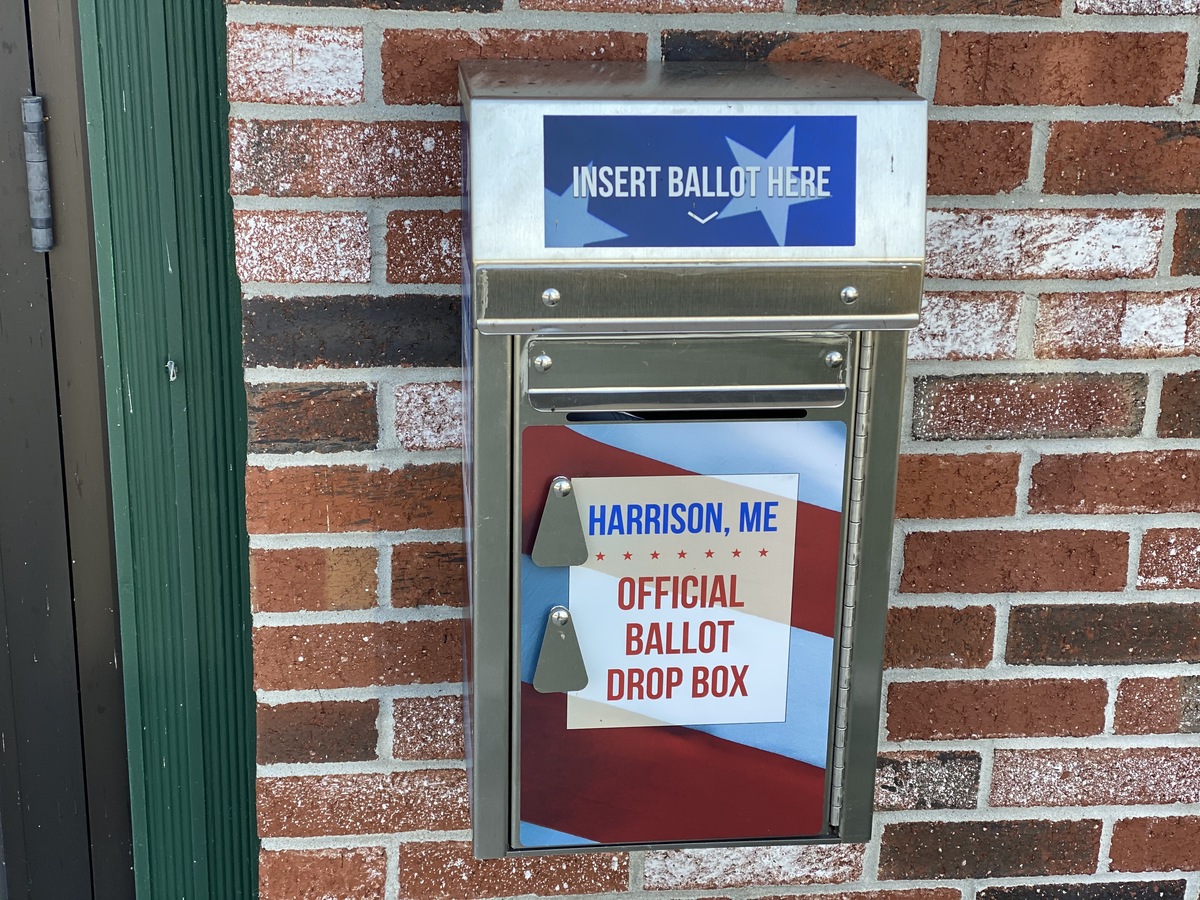 INSERT BALLOT HERE
HARRISON, ME
OFFICIAL
BALLOT
DROP BOX